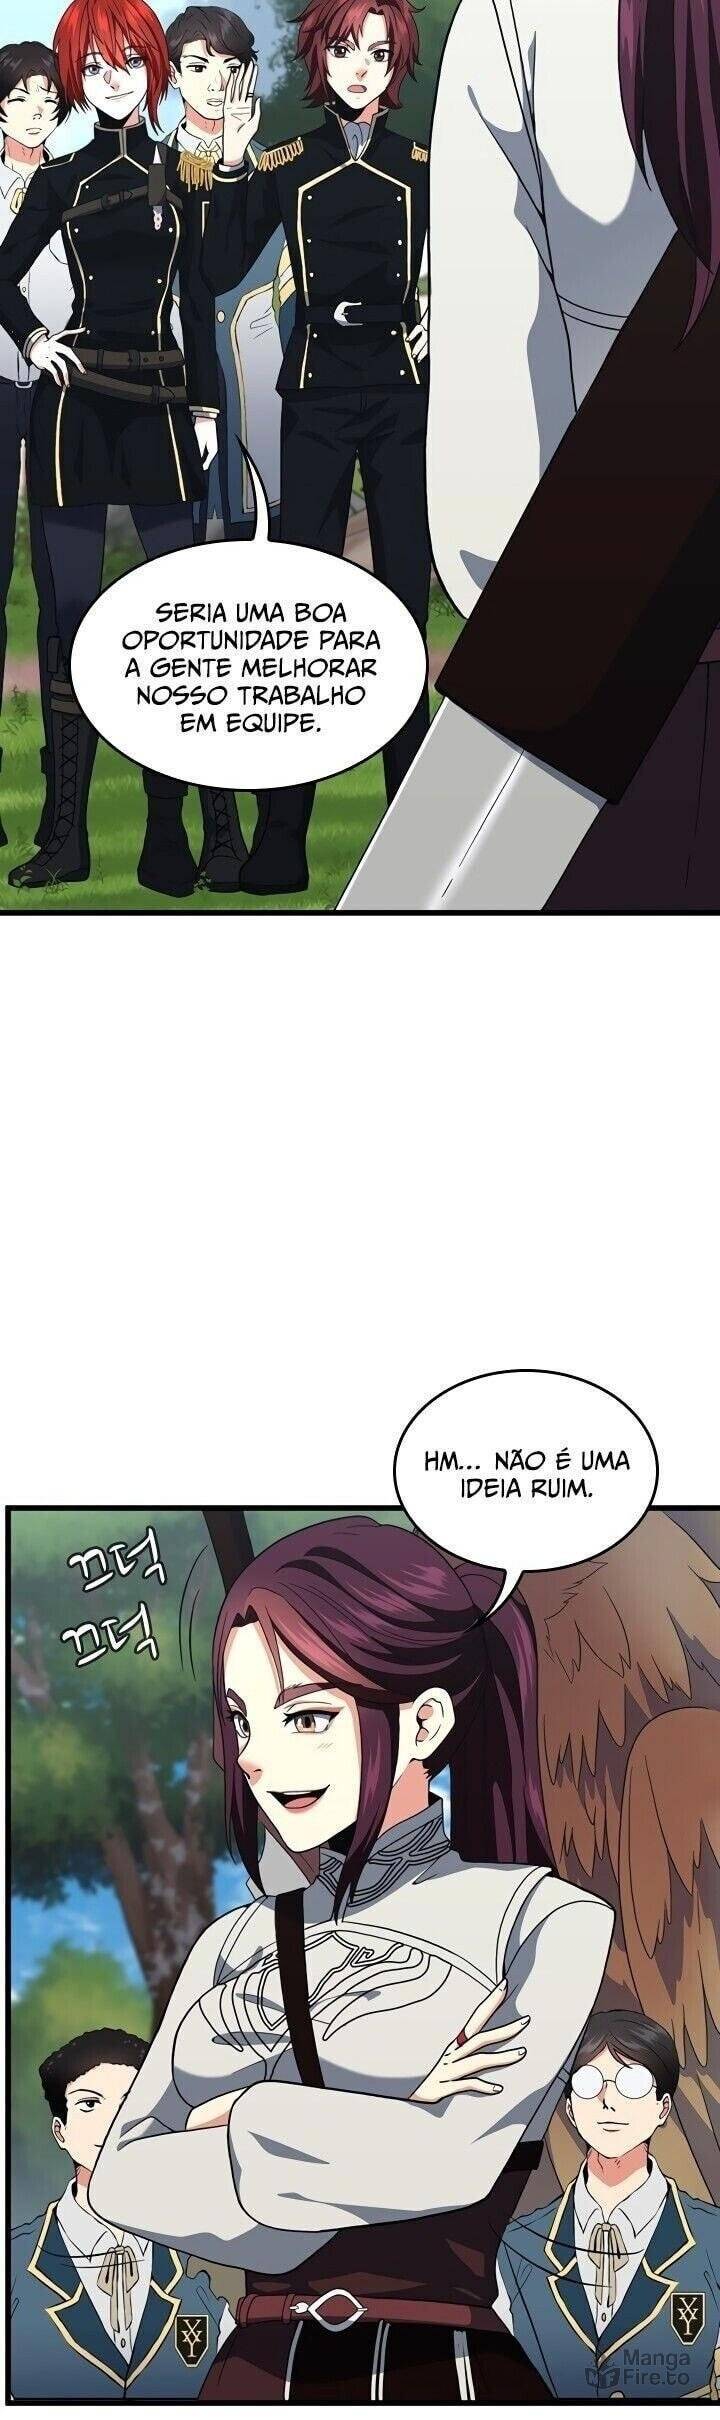 SERIA UMA BOA
OPORTUNIDADE PARA
A GENTE MELHORAR
NOSSO TRABALHO
EM EQUIPE.
HM... NÃO É UMA
IDEIA RUIM.
끄덕
끄덕
Manga
Fire.to